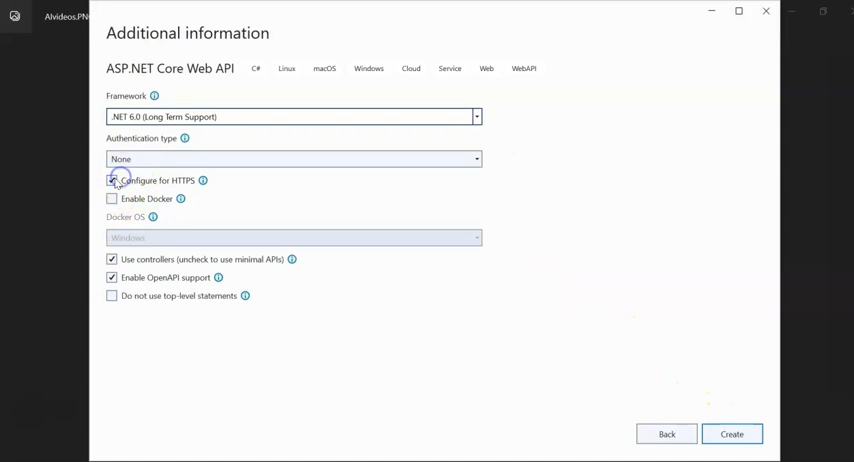 AIvideos.PN
Additional information
ASP.NET Core Web API C# Linux macOS Windows Cloud Service Web WebAPI
Framework
.NET 6.0 (Long Term Support)
Authentication type
None
Configure for HTTPS
Enable Docker
Docker OS
Windows
Use controllers (uncheck to use minimal APIs)
Enable OpenAPI support
Do not use top-level statements
Back Create